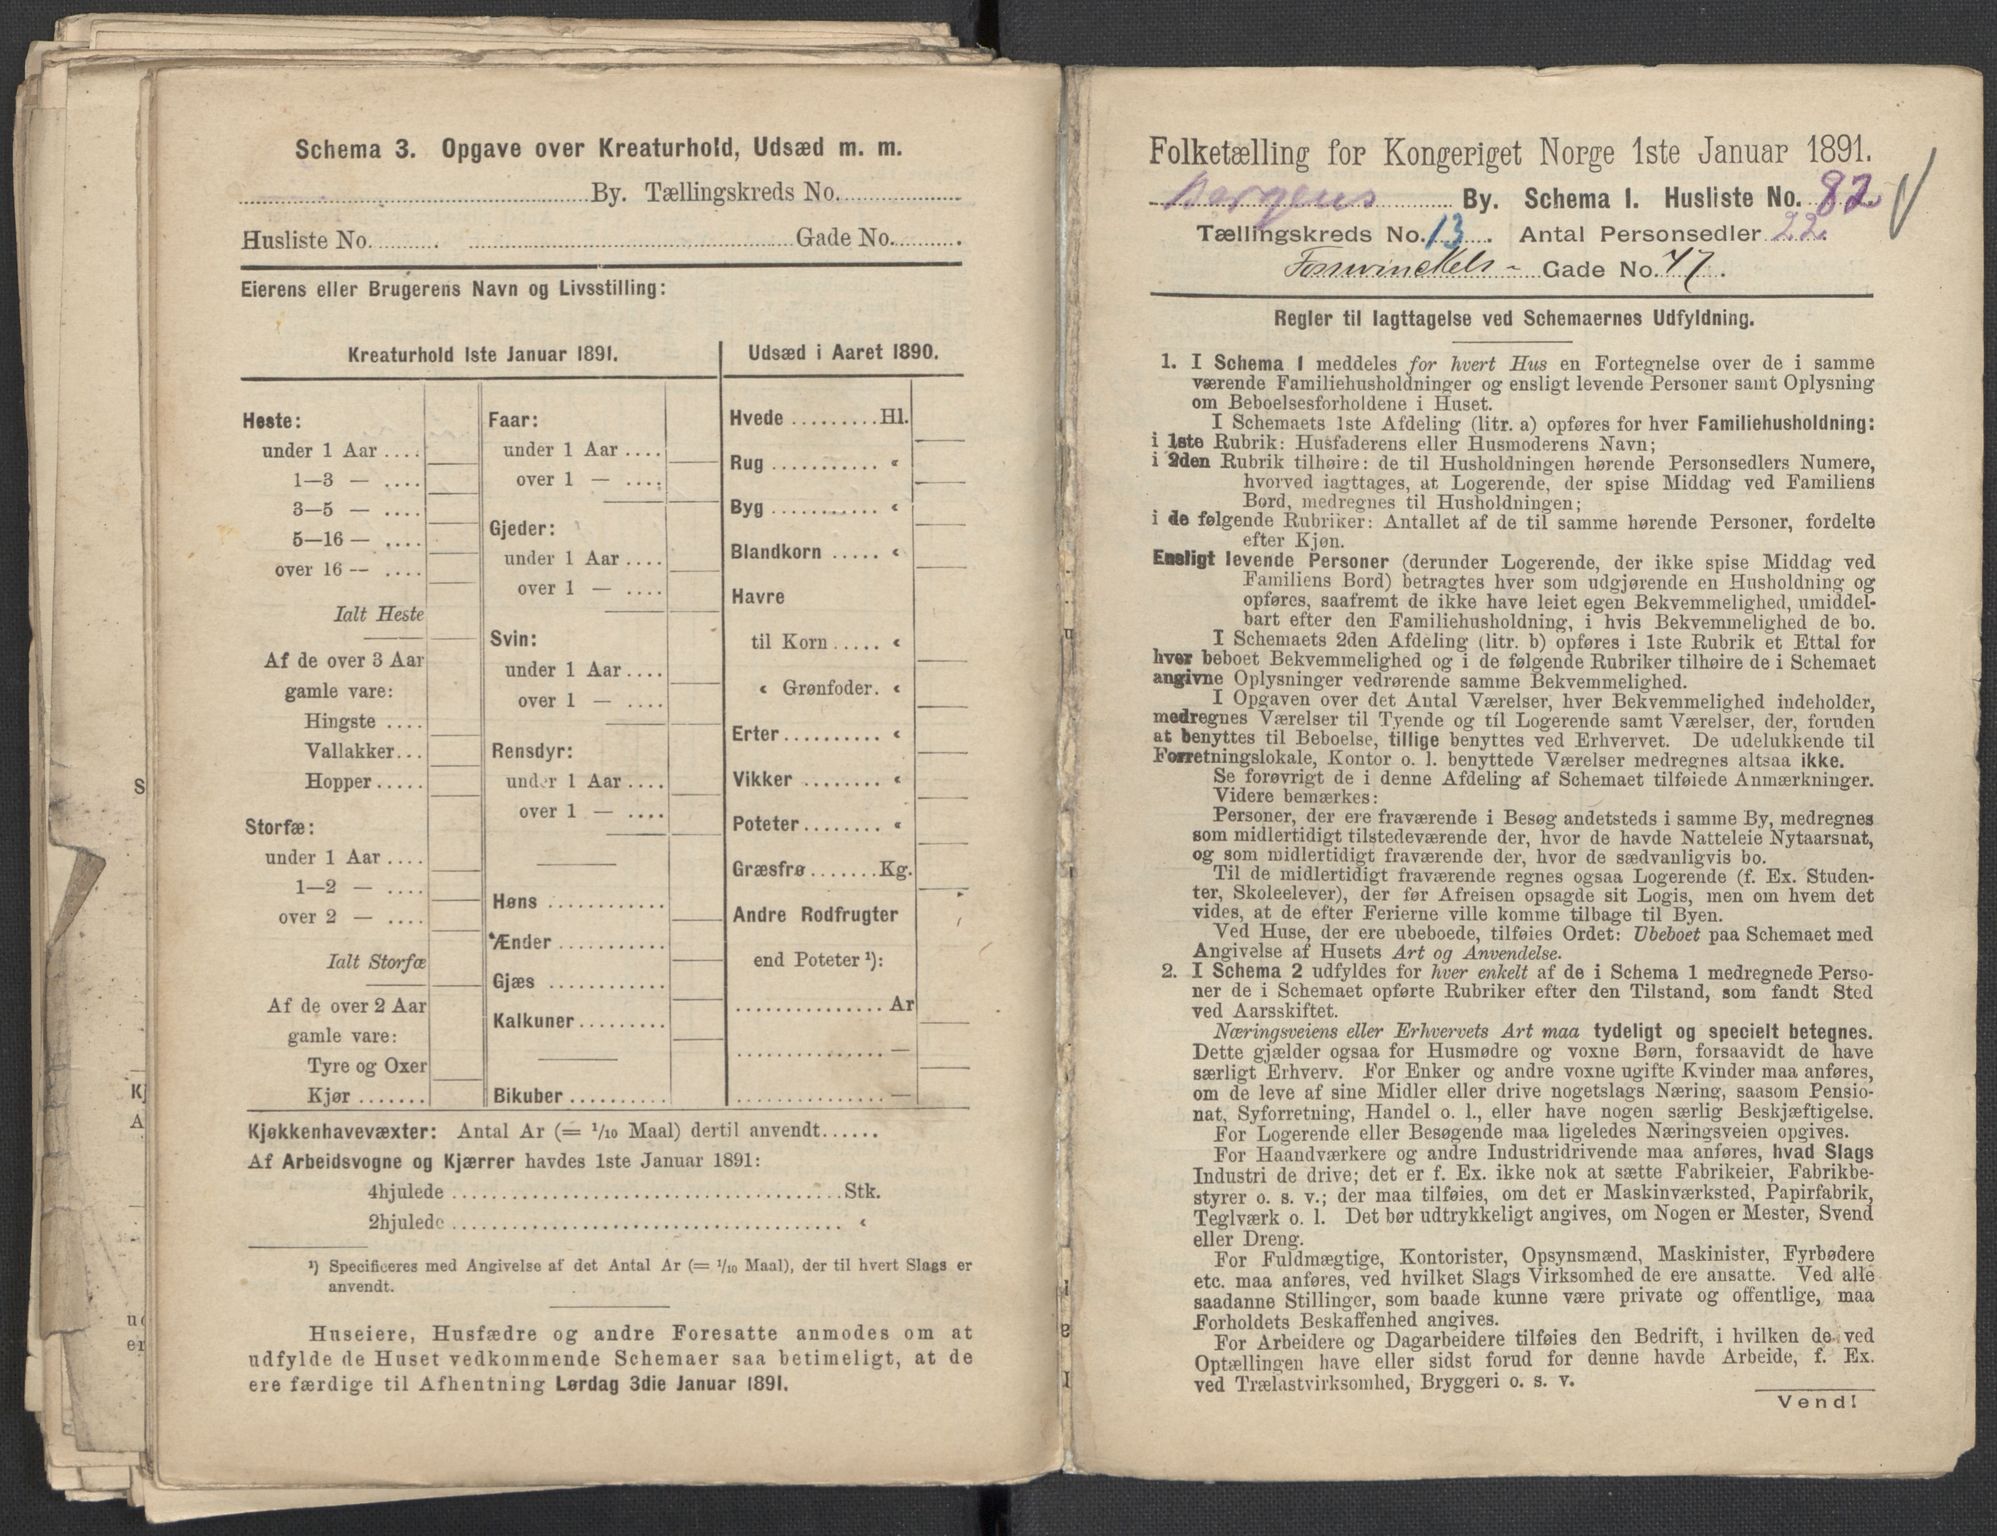 Schema 3. Opgave over Kreaturhold, Udsæd m. m.
By. Tællingskreds No.
Husliste No. Gade No.
Eierens eller Brugerens Navn og Livsstilling:
Kreaturhold 1ste Januar 1891.
Heste:
under 1 Aar ....
1—3 — ....
3—5 — ....
5—16 — ....
over 16 — ....
Ialt Heste
Af de over 3 Aar
gamle vare:
Hingste ....
Vallakker...
Hopper.....
Storfæ:
under 1 Aar ....
1—2 — ....
over 2 — ....
Ialt Storfæ
Af de over 2 Aar
gamle vare:
Tyre og Oxer
Kjør .......
Faar:
under 1 Aar ....
over 1 — ....
Gjeder:
under 1 Aar ....
over 1 — ....
Svin:
under 1 Aar ....
over 1 — ....
Rensdyr:
under 1 Aar ....
over 1 — ....
Høns ............
Ænder ...........
Gjæs ............
Kalkuner.........
Bikuber ..........
Udsæd i Aaret 1890.
Hvede .........Hl.
Rug ........... «
Byg ........... «
Blandkorn ..... «
Havre
til Korn ..... «
« Grønfoder. «
Erter.......... «
Vikker ........ «
Poteter........ «
Græsfrø.......Kg.
Andre Rodfrugter
end Poteter ¹):
............... Ar
............... —
............... —
Kjøkkenhavevæxter: Antal Ar (= 1/10 Maal) dertil anvendt......
Af Arbeidsvogne og Kjærrer havdes 1ste Januar 1891:
4hjulede ....................................Stk.
2hjulede .................................... «
¹) Specificeres med Angivelse af det Antal Ar (= 1/10 Maal), der til hvert Slags er
anvendt.
Huseiere, Husfædre og andre Foresatte anmodes om at
udfylde de Huset vedkommende Schemaer saa betimeligt, at de
ere færdige til Afhentning Lørdag 3die Januar 1891.
Folketælling for Kongeriget Norge 1ste Januar 1891.
Bergens By. Schema 1. Husliste No. 82
Tællingskreds No. 13. Antal Personsedler 22.
Fosswinckels - Gade No. 47.
Regler til Iagttagelse ved Schemaernes Udfyldning.
1. I Schema 1 meddeles for hvert Hus en Fortegnelse over de i samme
værende Familiehusholdninger og ensligt levende Personer samt Oplysning
om Beboelsesforholdene i Huset.
I Schemaets 1ste Afdeling (litr. a) opføres for hver Familiehusholdning:
i 1ste Rubrik: Husfaderens eller Husmoderens Navn;
i 2den Rubrik tilhøire: de til Husholdningen hørende Personsedlers Numere,
hvorved iagttages, at Logerende, der spise Middag ved Familiens
Bord, medregnes til Husholdningen;
i de følgende Rubriker: Antallet af de til samme hørende Personer, fordelte
efter Kjøn.
Ensligt levende Personer (derunder Logerende, der ikke spise Middag ved
Familiens Bord) betragtes hver som udgjørende en Husholdning og
opføres, saafremt de ikke have leiet egen Bekvemmelighed, umiddel-
bart efter den Familiehusholdning, i hvis Bekvemmelighed de bo.
I Schemaets 2den Afdeling (litr. b) opføres i 1ste Rubrik et Ettal for
hver beboet Bekvemmelighed og i de følgende Rubriker tilhøire de i Schemaet
angivne Oplysninger vedrørende samme Bekvemmelighed.
I Opgaven over det Antal Værelser, hver Bekvemmelighed indeholder,
medregnes Værelser til Tyende og til Logerende samt Værelser, der, foruden
at benyttes til Beboelse, tillige benyttes ved Erhvervet. De udelukkende til
Forretningslokale, Kontor o. l. benyttede Værelser medregnes altsaa ikke.
Se forøvrigt de i denne Afdeling af Schemaet tilføiede Anmærkninger.
Videre bemærkes:
Personer, der ere fraværende i Besøg andetsteds i samme By, medregnes
som midlertidigt tilstedeværende der, hvor de havde Natteleie Nytaarsnat,
og som midlertidigt fraværende der, hvor de sædvanligvis bo.
Til de midlertidigt fraværende regnes ogsaa Logerende (f. Ex. Studen-
ter, Skoleelever), der før Afreisen opsagde sit Logis, men om hvem det
vides, at de efter Ferierne ville komme tilbage til Byen.
Ved Huse, der ere ubeboede, tilføies Ordet: Ubeboet paa Schemaet med
Angivelse af Husets Art og Anvendelse.
2. I Schema 2 udfyldes for hver enkelt af de i Schema 1 medregnede Perso-
ner de i Schemaet opførte Rubriker efter den Tilstand, som fandt Sted
ved Aarsskiftet.
Næringsveiens eller Erhvervets Art maa tydeligt og specielt betegnes.
Dette gjælder ogsaa for Husmødre og voxne Børn, forsaavidt de have
særligt Erhverv. For Enker og andre voxne ugifte Kvinder maa anføres,
om de leve af sine Midler eller drive nogetslags Næring, saasom Pensio-
nat, Syforretning, Handel o. l., eller have nogen særlig Beskjæftigelse.
For Logerende eller Besøgende maa ligeledes Næringsveien opgives.
For Haandværkere og andre Industridrivende maa anføres, hvad Slags
Industri de drive; det er f. Ex. ikke nok at sætte Fabrikeier, Fabrikbe-
styrer o. s. v.; der maa tilføies, om det er Maskinværksted, Papirfabrik,
Teglværk o. l. Det bør udtrykkeligt angives, om Nogen er Mester, Svend
eller Dreng.
For Fuldmægtige, Kontorister, Opsynsmænd, Maskinister, Fyrbødere
etc. maa anføres, ved hvilket Slags Virksomhed de ere ansatte. Ved alle
saadanne Stillinger, som baade kunne være private og offentlige, maa
Forholdets Beskaffenhed angives.
For Arbeidere og Dagarbeidere tilføies den Bedrift, i hvilken de ved
Optællingen have eller sidst forud for denne havde Arbeide, f. Ex.
ved Trælastvirksomhed, Bryggeri o. s. v.
Vend!